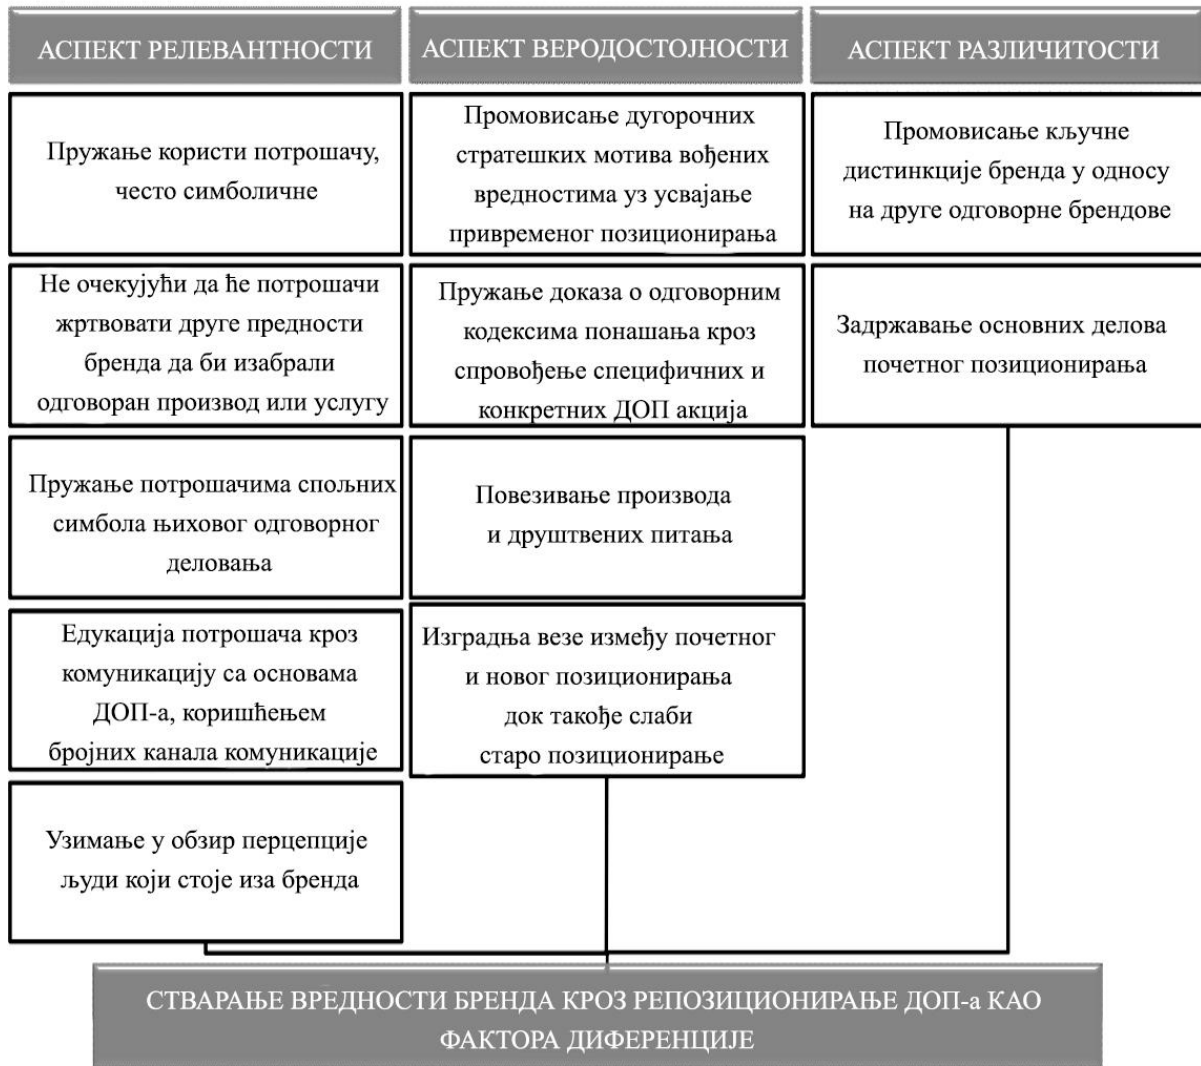 АСПЕКТ РЕЛЕВАНТНОСТИ
Пружање користи потрошачу,
често симболичне
Не очекујући да ће потрошачи
жртвовати друге предности
бренда да би изабрали
одговоран производ или услугу
Пружање потрошачима спољних
симбола њиховог одговорног
деловања
Едукација потрошача кроз
комуникацију са основама
ДОП-а, коришћењем
бројних канала комуникације
Узимање у обзир перцепције
људи који стоје иза бренда
АСПЕКТ ВЕРОДОСТОЈНОСТИ
Промовисање дугорочних
стратешких мотива вођених
вредностима уз усвајање
привременог позиционирања
Пружање доказа о одговорним
кодексима понашања кроз
спровођење специфичних и
конкретних ДОП акција
Повезивање производа
и друштвених питања
Изградња везе између почетног
и новог позиционирања
док такође слаби
старо позиционирање
АСПЕКТ РАЗЛИЧИТОСТИ
Промовисање кључне
дистинкције бренда у односу
на друге одговорне брендове
Задржавање основних делова
почетног позиционирања
СТВАРАЊЕ ВРЕДНОСТИ БРЕНДА КРОЗ РЕПОЗИЦИОНИРАЊЕ ДОП-а КАО
ФАКТОРА ДИФЕРЕНЦИЈЕ